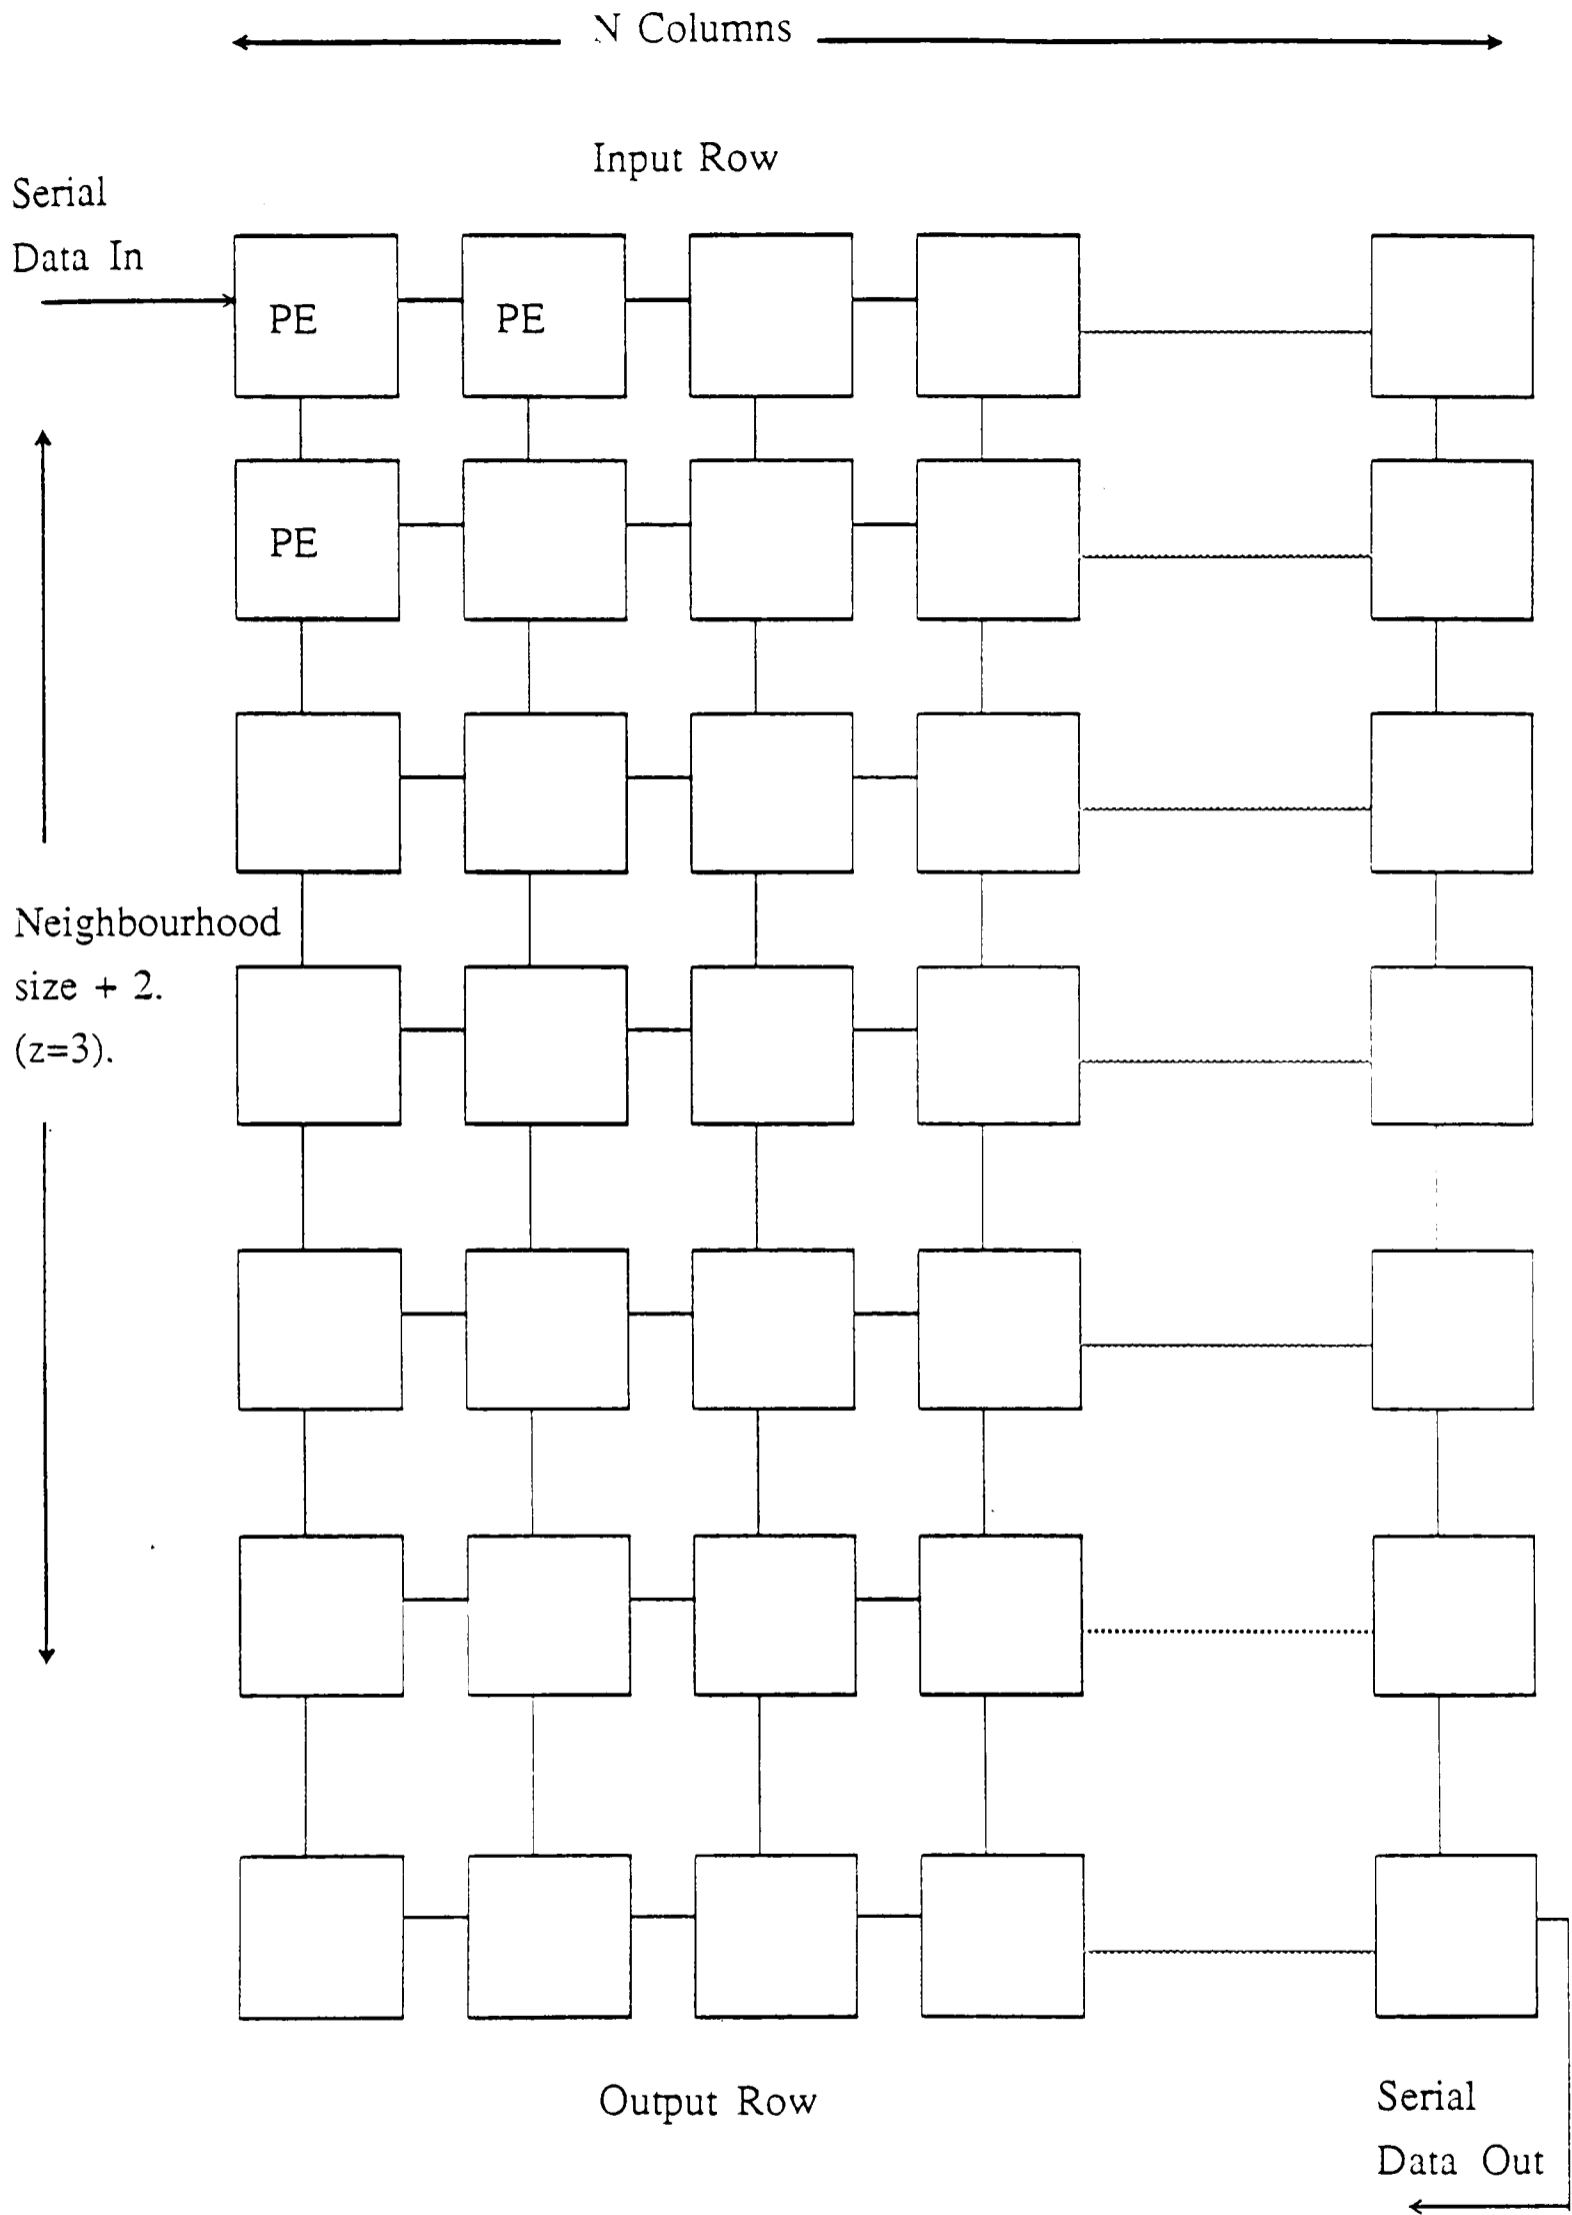 N Columns
Input Row
Serial
Data In
PE PE
PE
Neighbourhood
size + 2.
(z=3).
Output Row
Serial
Data Out